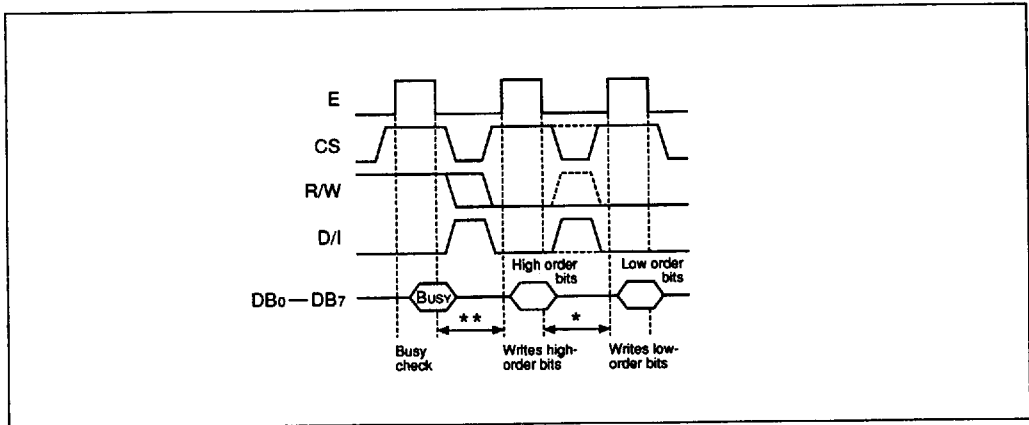 E
CS
R/W
D/I
High order
bits
Low order
bits
DB0 — DB7
BUSY
**
*
Busy
check
Writes high-
order bits
Writes low-
order bits